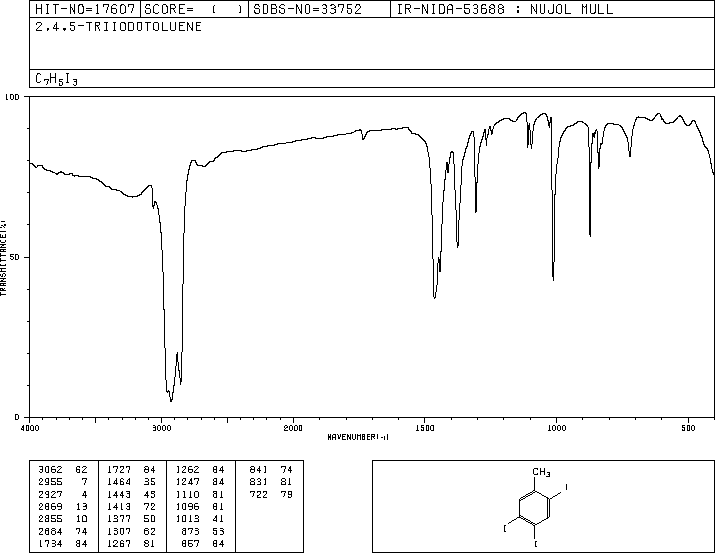 HIT-NO=17607 SCORE= ( ) SDBS-NO=33752 IR-NIDA-53688 : NUJOL MULL
2,4,5-TRIIODOTOLUENE
C7H5I3
100
50
0
TRANSMITTANCE(%)
4000 3000 2000 1500 1000 500
WAVENUMBER(-1)
3062 62 1727 84 1262 84 841 74
2955 7 1464 35 1247 84 831 81
2927 4 1443 43 1110 81 722 79
2869 13 1413 72 1096 81
2855 10 1377 50 1013 41
2684 74 1307 62 873 53
1734 84 1267 81 857 84
CH3
I
I
I